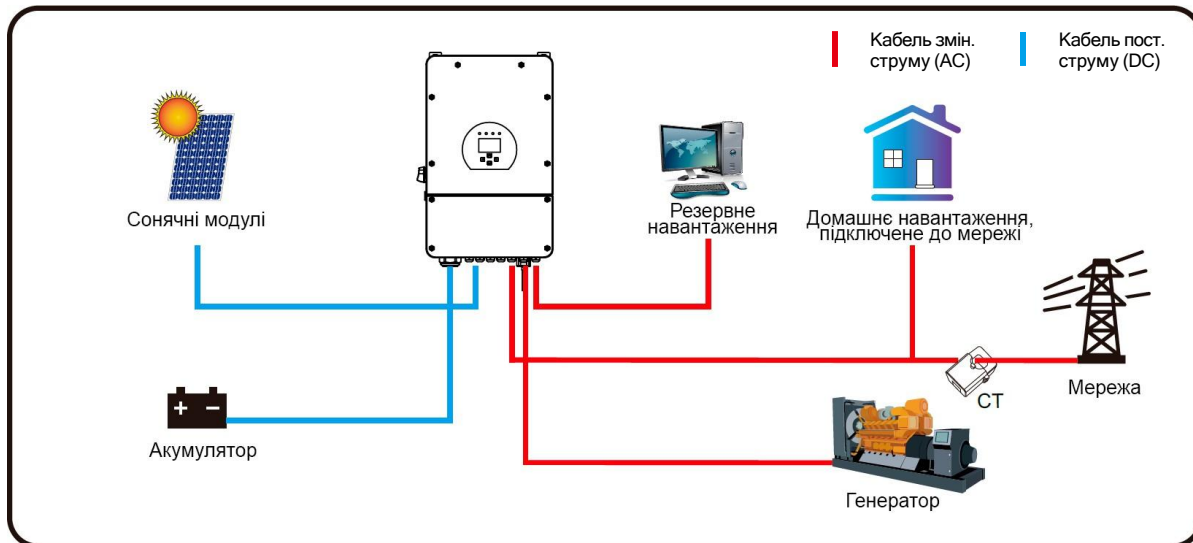 Кабель змін.
струму (AC)
Кабель пост.
струму (DC)
Сонячні модулі
Резервне
навантаження
Домашнє навантаження,
підключене до мережі
СТ
Мережа
Акумулятор
Генератор